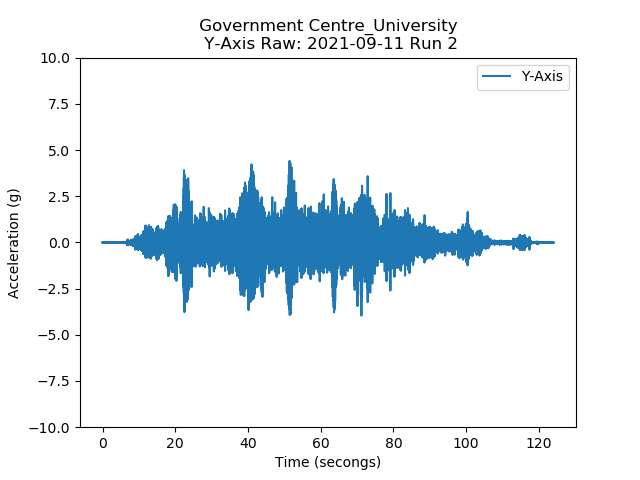 Government Centre_University
Y-Axis Raw: 2021-09-11 Run 2
Y-Axis
10.0
7.5
5.0
2.5
0.0
−2.5
−5.0
−7.5
−10.0
Acceleration (g)
0 20 40 60 80 100 120
Time (secongs)